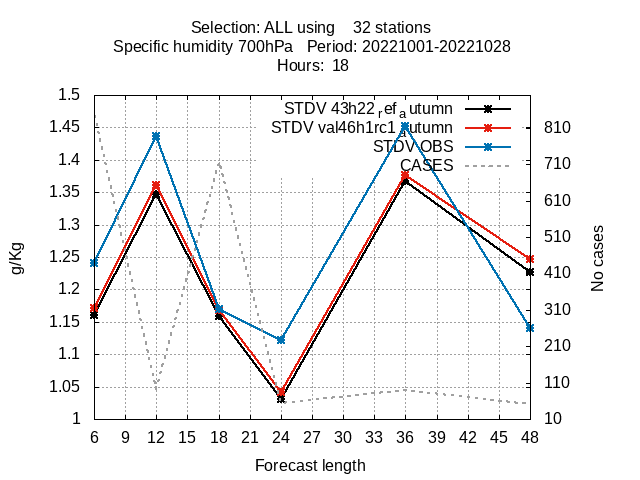 Selection: ALL using    32 stations
Specific humidity 700hPa   Period: 20221001-20221028
Hours:  18
STDV 43h22_ref_autumn
STDV val46h1rc1_autumn
STDV OBS
CASES
1.5
1.45
1.4
1.35
1.3
1.25
1.2
1.15
1.1
1.05
1
g/Kg
810
710
610
510
410
310
210
110
10
No cases
6 9 12 15 18 21 24 27 30 33 36 39 42 45 48
Forecast length